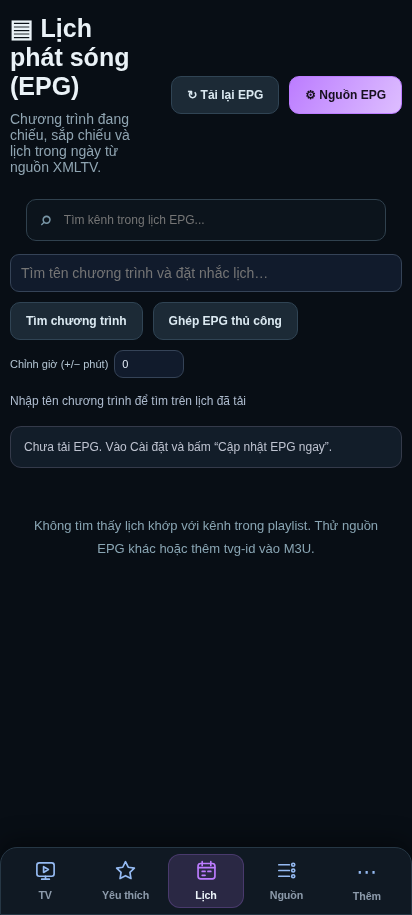 ▤ Lịch
phát sóng
(EPG)
Chương trình đang
chiếu, sắp chiếu và
lịch trong ngày từ
nguồn XMLTV.
↻ Tải lại EPG
⚙ Nguồn EPG
Tìm kênh trong lịch EPG...
Tìm tên chương trình và đặt nhắc lịch…
Tìm chương trình
Ghép EPG thủ công
Chỉnh giờ (+/− phút) 0
Nhập tên chương trình để tìm trên lịch đã tải
Chưa tải EPG. Vào Cài đặt và bấm “Cập nhật EPG ngay”.
Không tìm thấy lịch khớp với kênh trong playlist. Thử nguồn
EPG khác hoặc thêm tvg-id vào M3U.
TV
Yêu thích
Lịch
Nguồn
Thêm